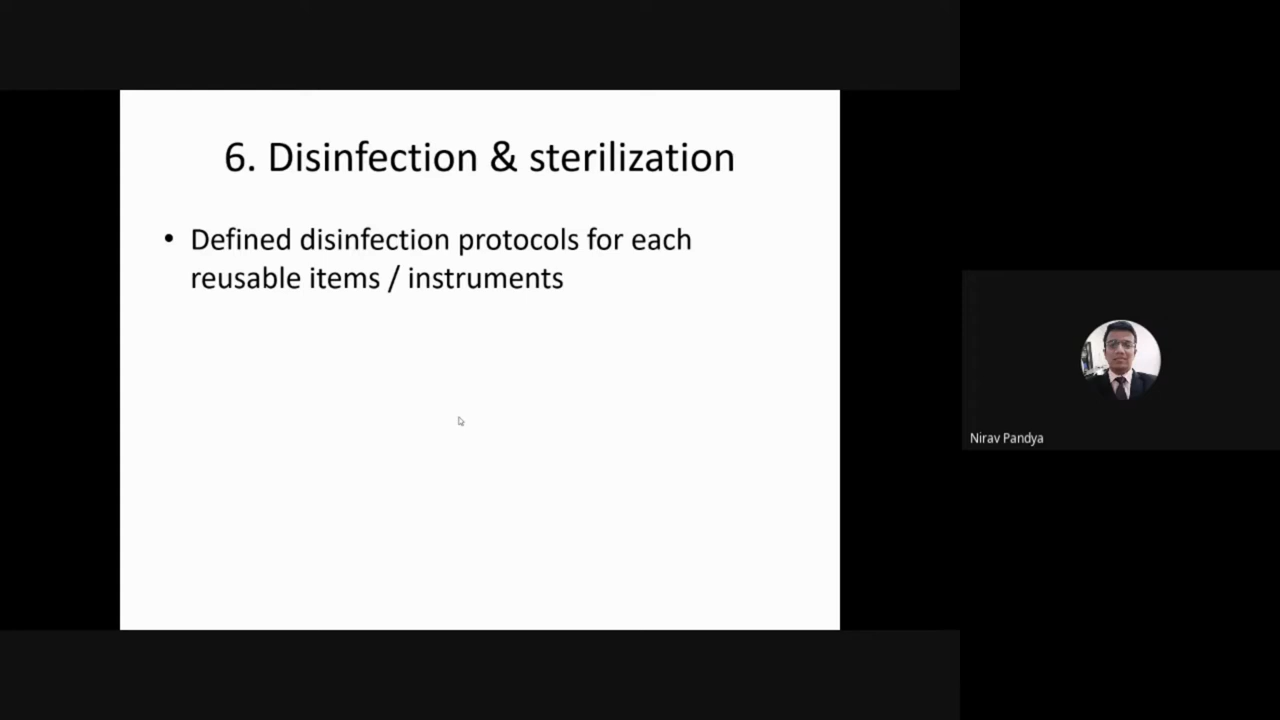 6. Disinfection & sterilization
• Defined disinfection protocols for each
reusable items / instruments
Nirav Pandya